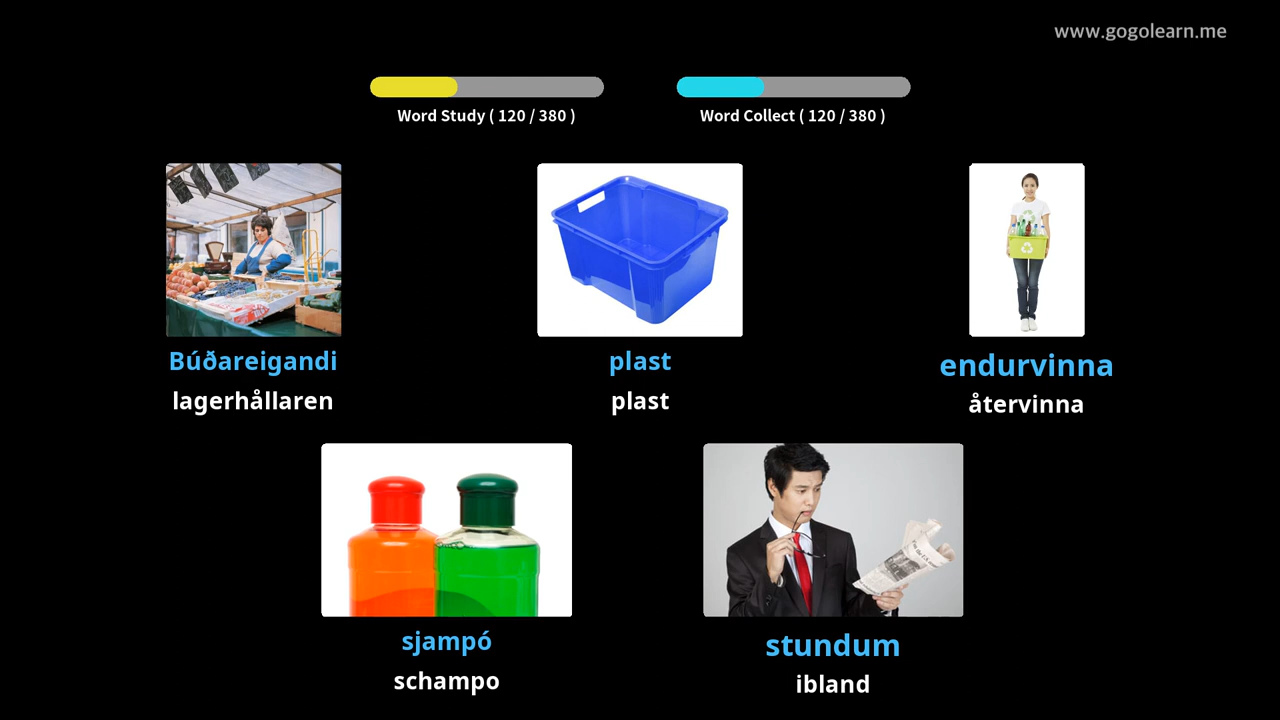 www.gogolearn.me
Word Study ( 120 / 380 )
Word Collect ( 120 / 380 )
Búðareigandi
lagerhållaren
plast
plast
endurvinna
återvinna
sjampó
schampo
stundum
ibland